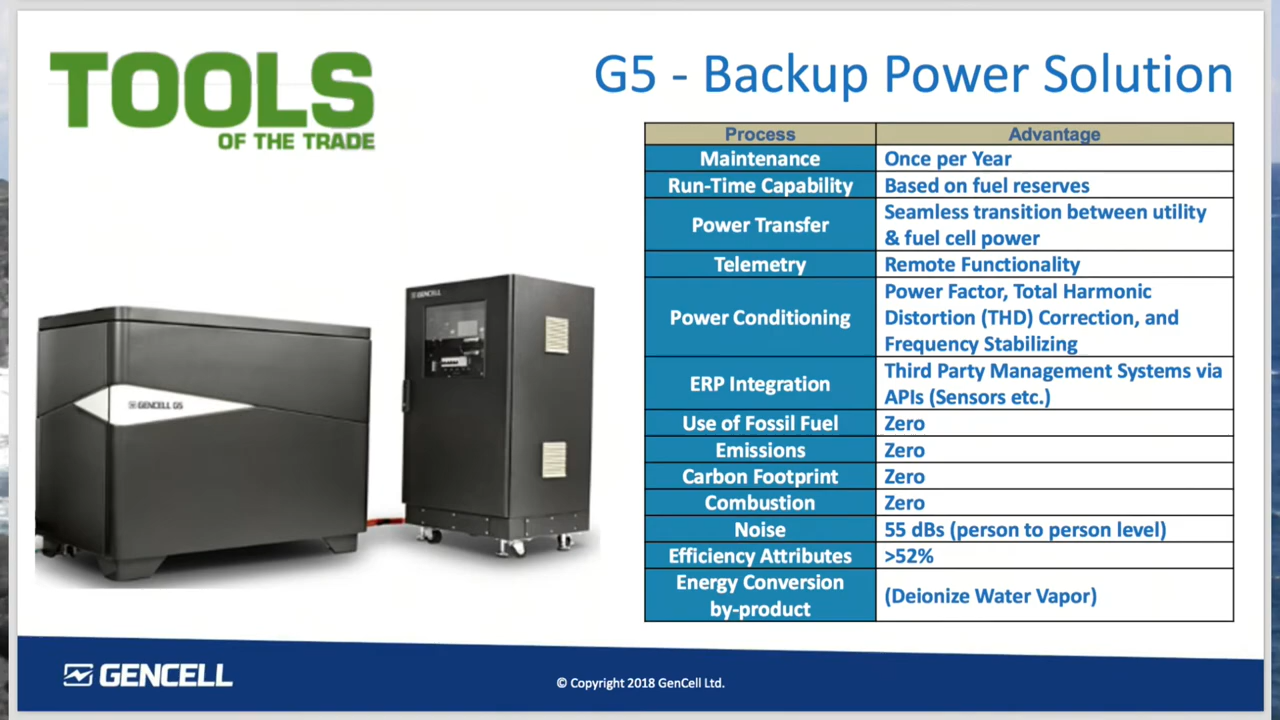 TOOLS
OF THE TRADE
G5 - Backup Power Solution
Process Advantage
Maintenance Once per Year
Run-Time Capability Based on fuel reserves
Power Transfer Seamless transition between utility
& fuel cell power
Telemetry Remote Functionality
Power Conditioning Power Factor, Total Harmonic
Distortion (THD) Correction, and
Frequency Stabilizing
ERP Integration Third Party Management Systems via
APIs (Sensors etc.)
Use of Fossil Fuel Zero
Emissions Zero
Carbon Footprint Zero
Combustion Zero
Noise 55 dBs (person to person level)
Efficiency Attributes >52%
Energy Conversion
by-product (Deionize Water Vapor)
GENCELL
GENCELL G5
GENCELL
© Copyright 2018 GenCell Ltd.